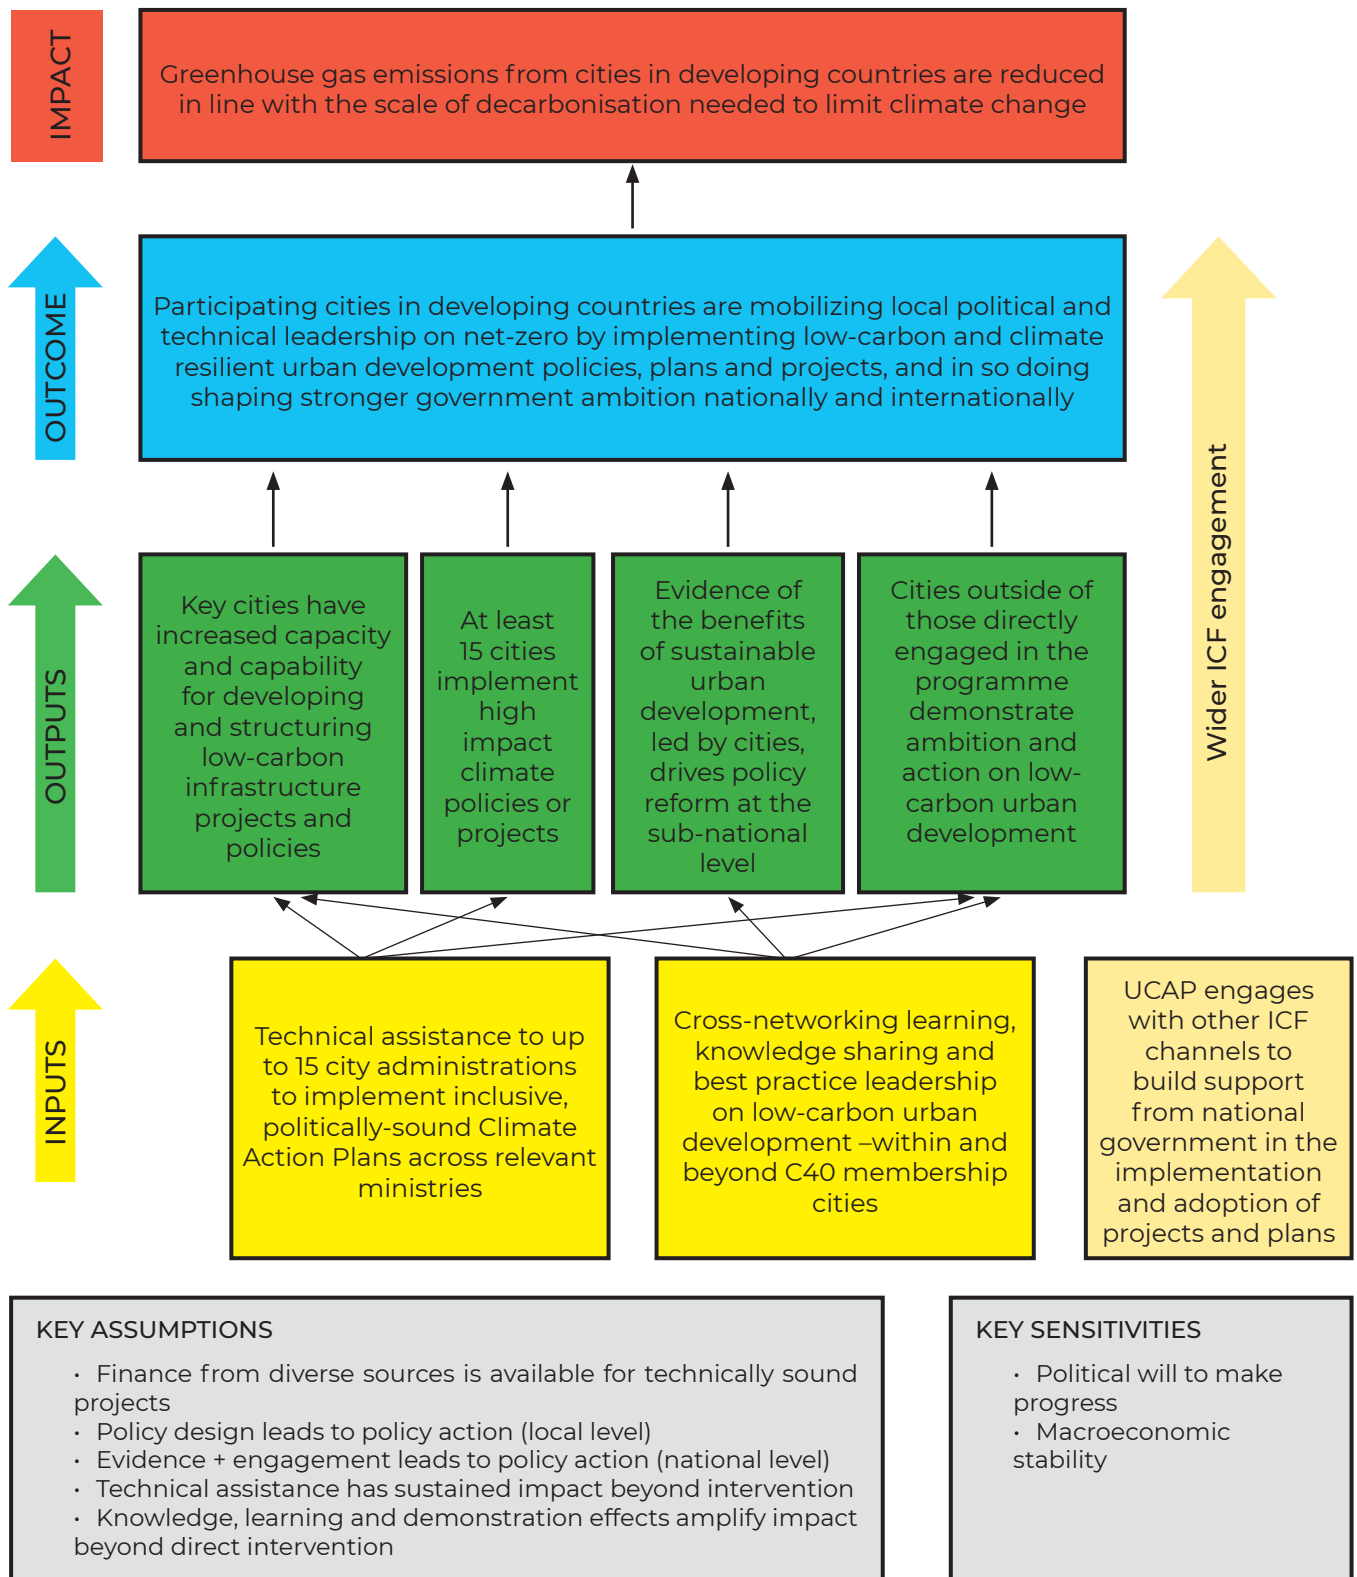 IMPACT
Greenhouse gas emissions from cities in developing countries are reduced
in line with the scale of decarbonisation needed to limit climate change
OUTCOME
Participating cities in developing countries are mobilizing local political and
technical leadership on net-zero by implementing low-carbon and climate
resilient urban development policies, plans and projects, and in so doing
shaping stronger government ambition nationally and internationally
Wider ICF engagement
OUTPUTS
Key cities have
increased capacity
and capability
for developing
and structuring
low-carbon
infrastructure
projects and
policies
At least
15 cities
implement
high
impact
climate
policies or
projects
Evidence of
the benefits
of sustainable
urban
development,
led by cities,
drives policy
reform at the
sub-national
level
Cities outside of
those directly
engaged in the
programme
demonstrate
ambition and
action on low-
carbon urban
development
INPUTS
Technical assistance to up
to 15 city administrations
to implement inclusive,
politically-sound Climate
Action Plans across relevant
ministries
Cross-networking learning,
knowledge sharing and
best practice leadership
on low-carbon urban
development –within and
beyond C40 membership
cities
UCAP engages
with other ICF
channels to
build support
from national
government in the
implementation
and adoption of
projects and plans
KEY ASSUMPTIONS
• Finance from diverse sources is available for technically sound
projects
• Policy design leads to policy action (local level)
• Evidence + engagement leads to policy action (national level)
• Technical assistance has sustained impact beyond intervention
• Knowledge, learning and demonstration effects amplify impact
beyond direct intervention
KEY SENSITIVITIES
• Political will to make
progress
• Macroeconomic
stability